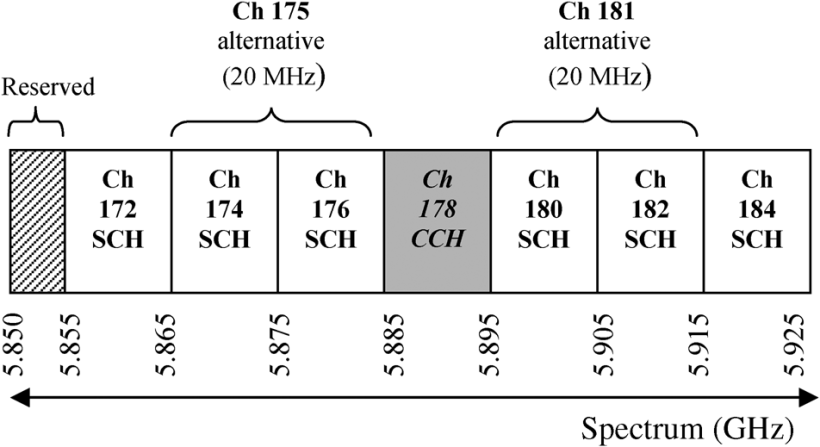 Ch 175
alternative
(20 MHz)
Ch 181
alternative
(20 MHz)
Reserved
Ch
172
SCH
Ch
174
SCH
Ch
176
SCH
Ch
178
CCH
Ch
180
SCH
Ch
182
SCH
Ch
184
SCH
5.850
5.855
5.865
5.875
5.885
5.895
5.905
5.915
5.925
Spectrum (GHz)